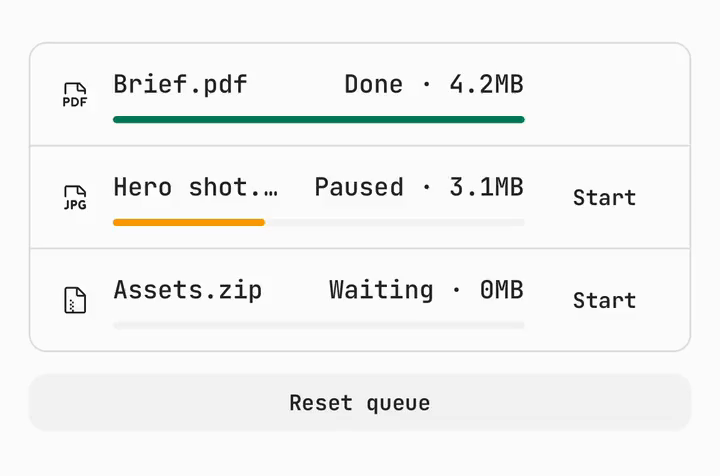 Brief.pdf Done · 4.2MB
PDF
Hero shot.… Paused · 3.1MB
JPG
Start
Assets.zip Waiting · 0MB
Start
Reset queue